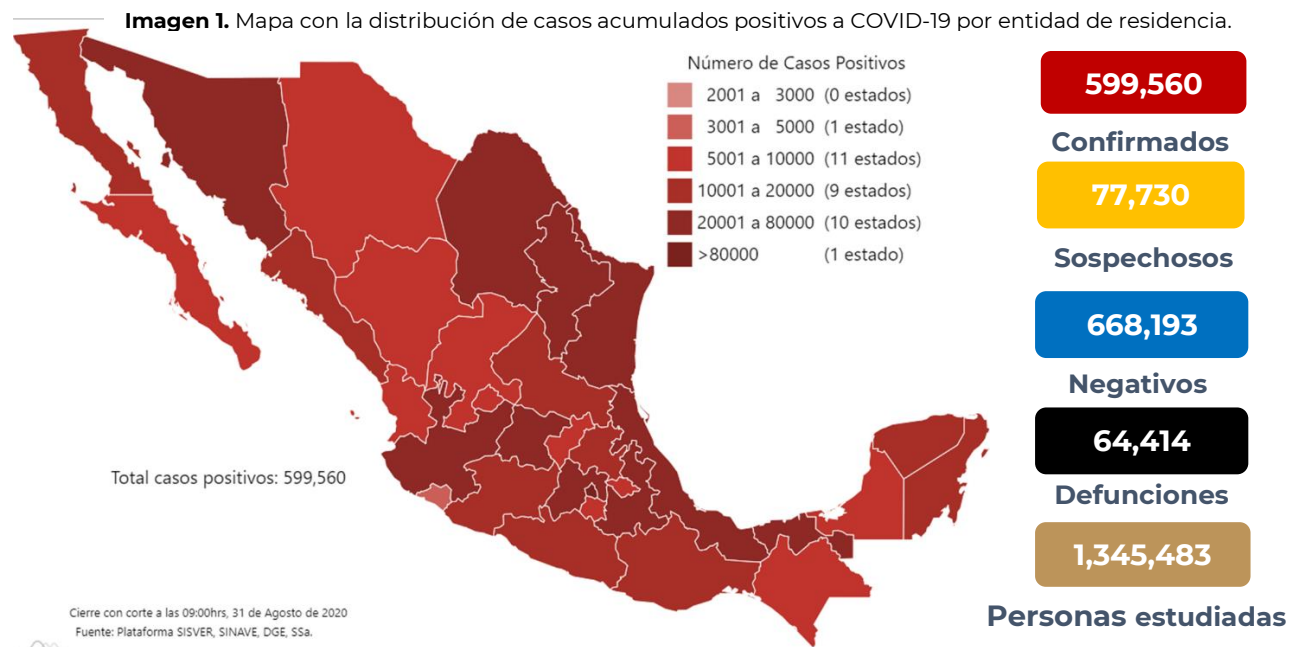 Imagen 1. Mapa con la distribución de casos acumulados positivos a COVID-19 por entidad de residencia.
Número de Casos Positivos
2001 a 3000 (0 estados)
3001 a 5000 (1 estado)
5001 a 10000 (11 estados)
10001 a 20000 (9 estados)
20001 a 80000 (10 estados)
>80000 (1 estado)
599,560
Confirmados
77,730
Sospechosos
668,193
Negativos
64,414
Defunciones
1,345,483
Personas estudiadas
Total casos positivos: 599,560
Cierre con corte a las 09:00hrs, 31 de Agosto de 2020
Fuente: Plataforma SISVER, SINAVE, DGE, SSa.